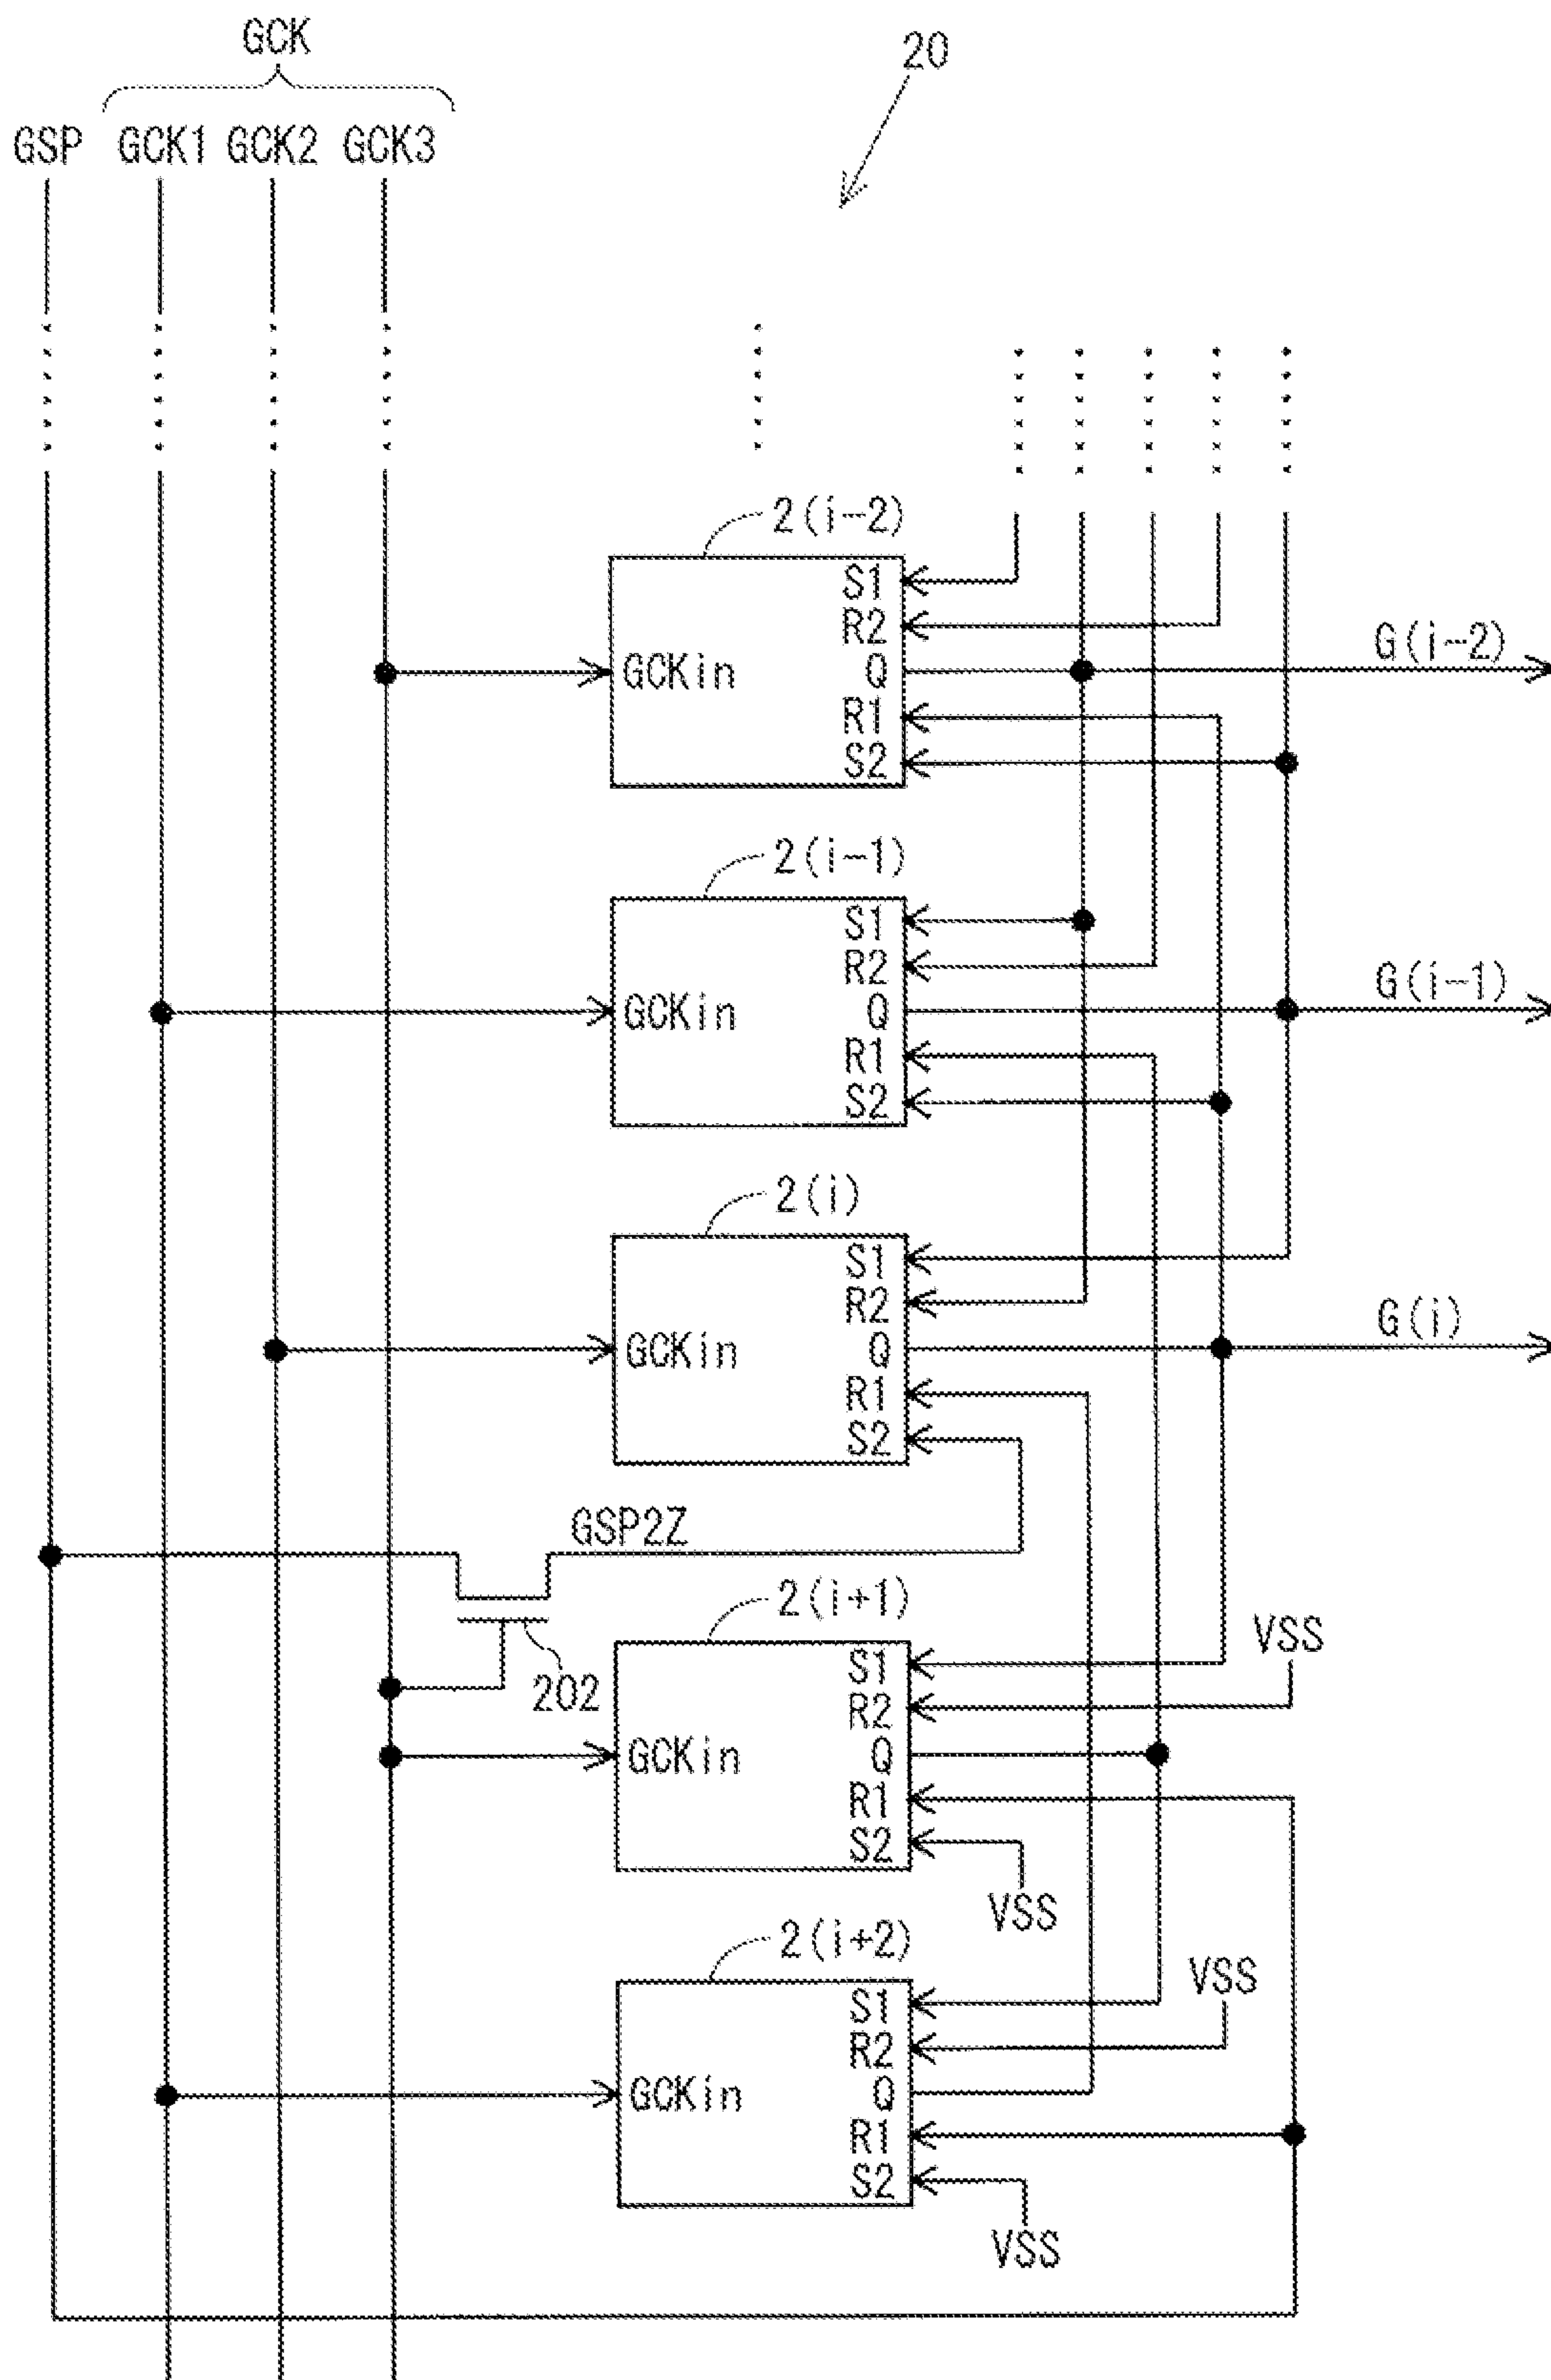 GCK
20
GSP GCK1 GCK2 GCK3
2(i-2)
S1
R2
GCKin Q
R1
S2
G(i-2)
2(i-1)
S1
R2
GCKin Q
R1
S2
G(i-1)
2(i)
S1
R2
GCKin Q
R1
S2
G(i)
GSP2Z
202
2(i+1)
VSS
S1
R2
GCKin Q
R1
S2
VSS
2(i+2)
VSS
S1
R2
GCKin Q
R1
S2
VSS